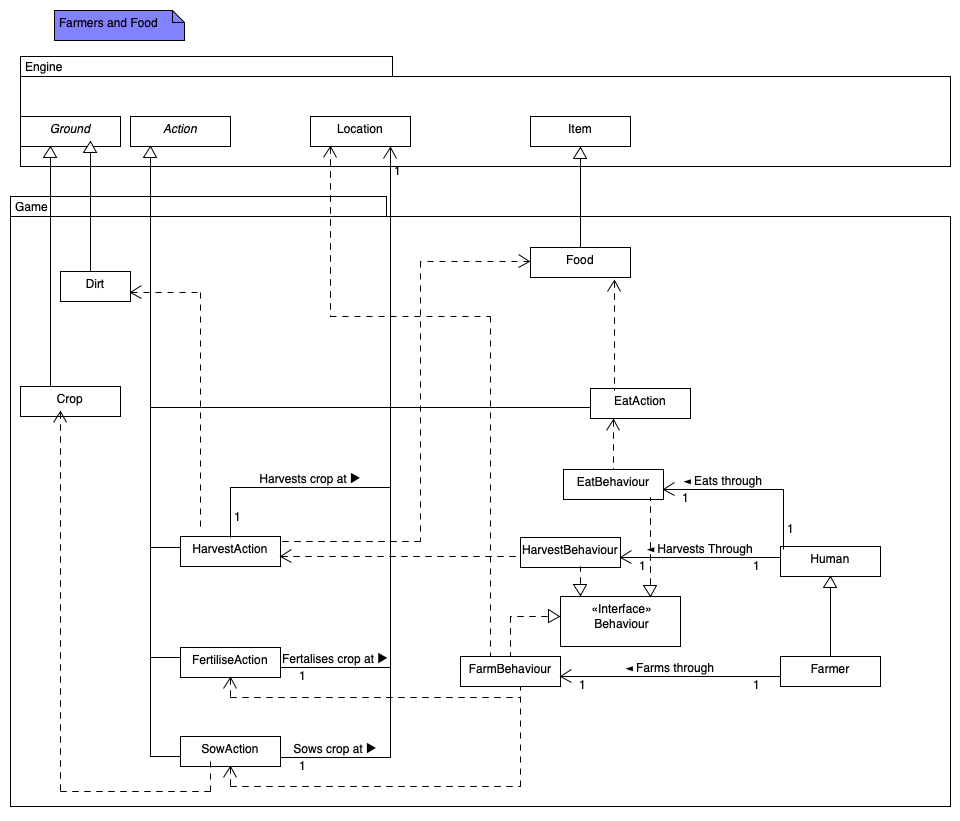 Farmers and Food
Engine
Ground
Action
Location
Item
1
Game
Food
Dirt
Crop
EatAction
Harvests crop at ▶
EatBehaviour
◄ Eats through
1
1
1
HarvestAction
HarvestBehaviour
◄ Harvests Through
1
1
Human
«Interface»
Behaviour
FertiliseAction
Fertalises crop at ▶
1
FarmBehaviour
◄ Farms through
1
1
Farmer
SowAction
Sows crop at ▶
1